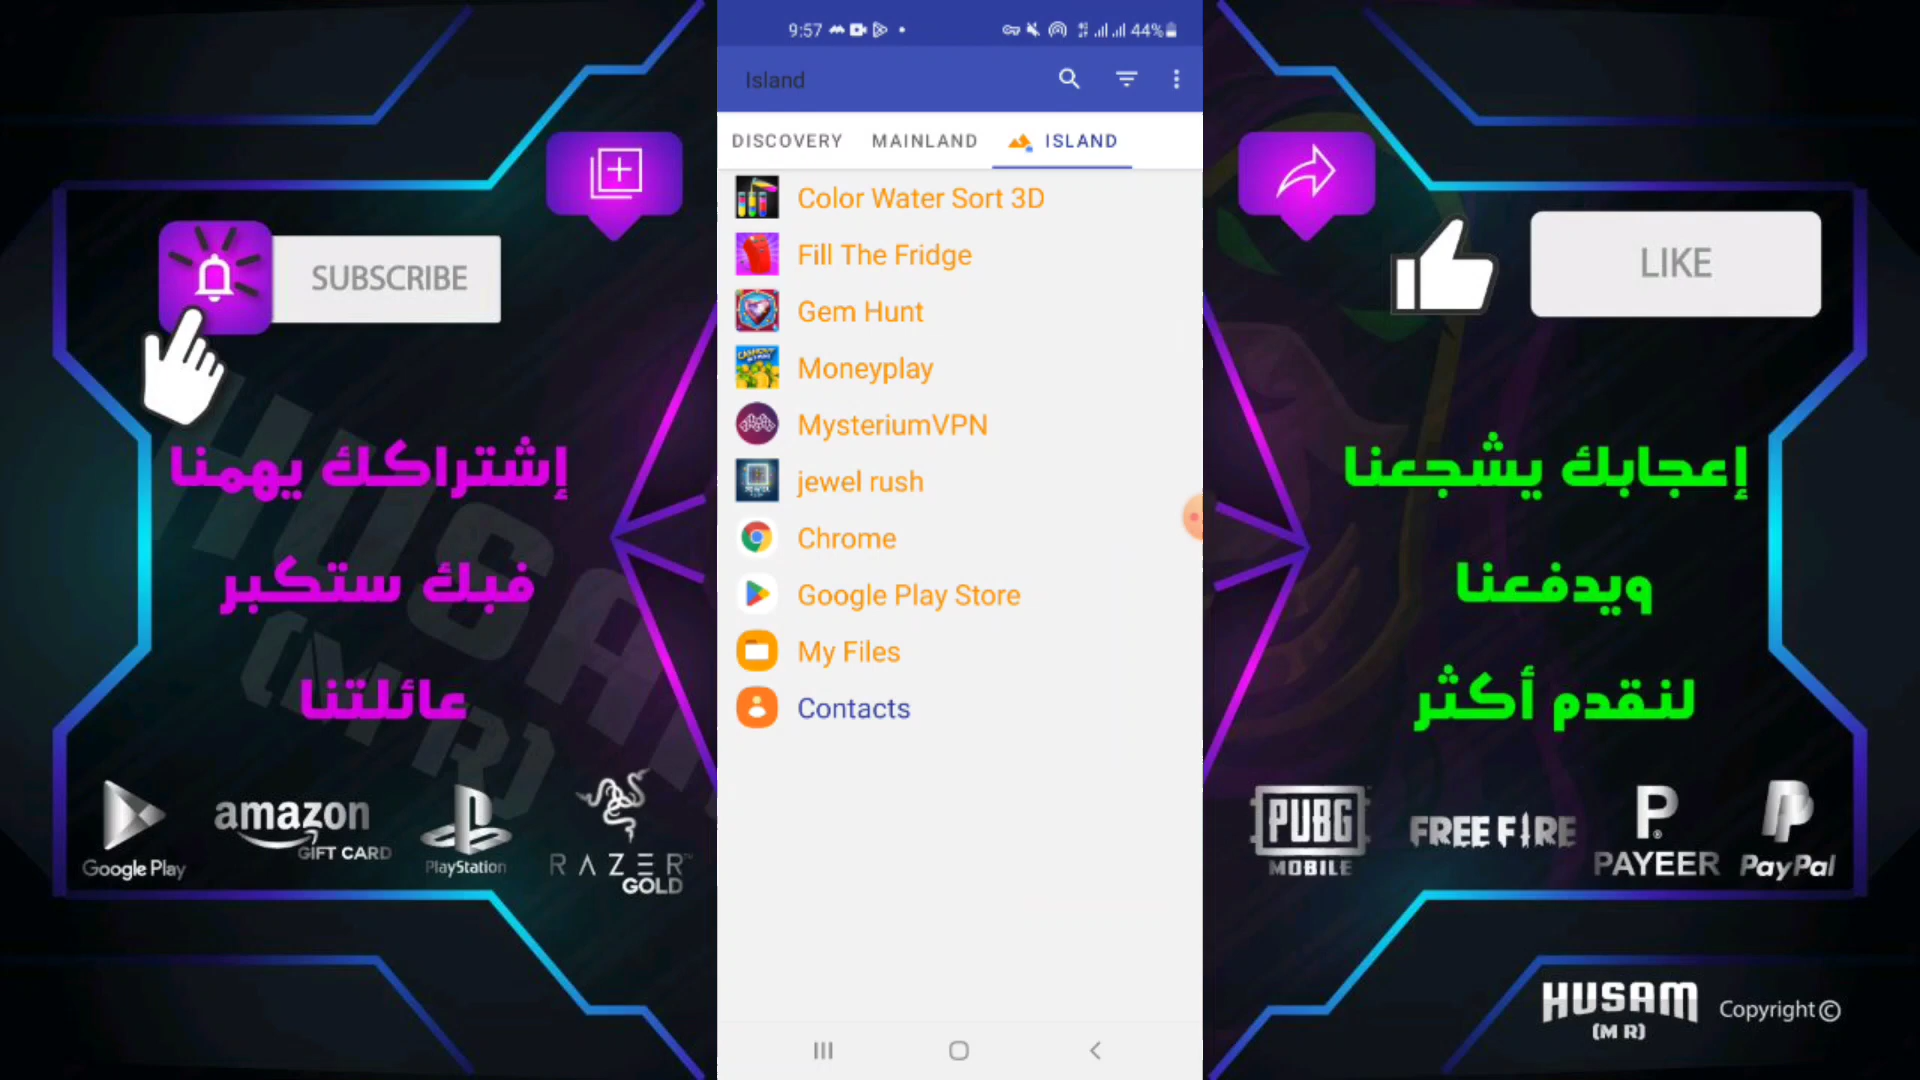 9:57
44%
Island
DISCOVERY MAINLAND ISLAND
Color Water Sort 3D
Fill The Fridge
Gem Hunt
Moneyplay
MysteriumVPN
jewel rush
Chrome
Google Play Store
My Files
Contacts
SUBSCRIBE
إشتراكك يهمنا
فبك ستكبر
عائلتنا
HUSAM
(MR)
Google Play
amazon
GIFT CARD
PlayStation
RAZER
GOLD
LIKE
إعجابك يشجعنا
ويدفعنا
لنقدم أكثر
PUBG
MOBILE
FREE FIRE
PAYEER
PayPal
HUSAM
(M R)
Copyright ©